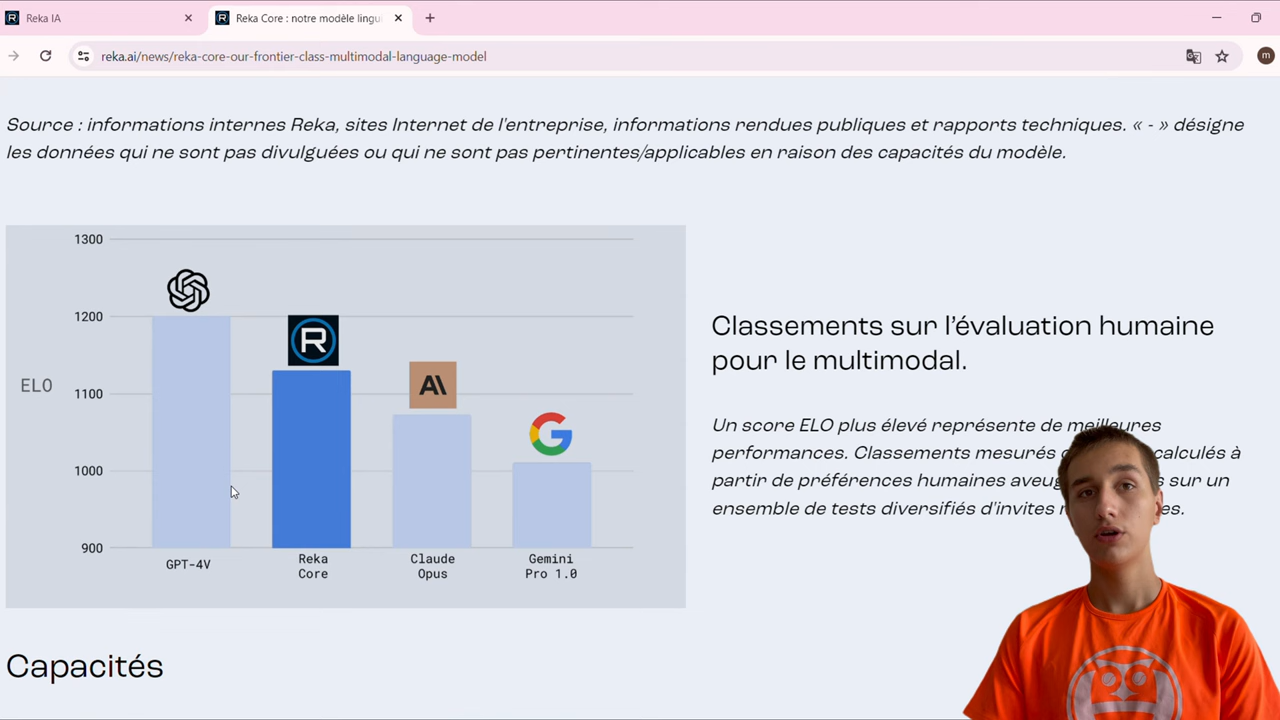 Reka IA
Reka Core : notre modèle lingu
reka.ai/news/reka-core-our-frontier-class-multimodal-language-model
m
Source : informations internes Reka, sites Internet de l'entreprise, informations rendues publiques et rapports techniques. « - » désigne
les données qui ne sont pas divulguées ou qui ne sont pas pertinentes/applicables en raison des capacités du modèle.
1300
1200
1100
1000
900
ELO
GPT-4V
Reka
Core
Claude
Opus
Gemini
Pro 1.0
Classements sur l'évaluation humaine
pour le multimodal.
Un score ELO plus élevé représente de meilleures
performances. Classements mesurés calculés à
partir de préférences humaines sur un
ensemble de tests diversifiés d'invites
Capacités